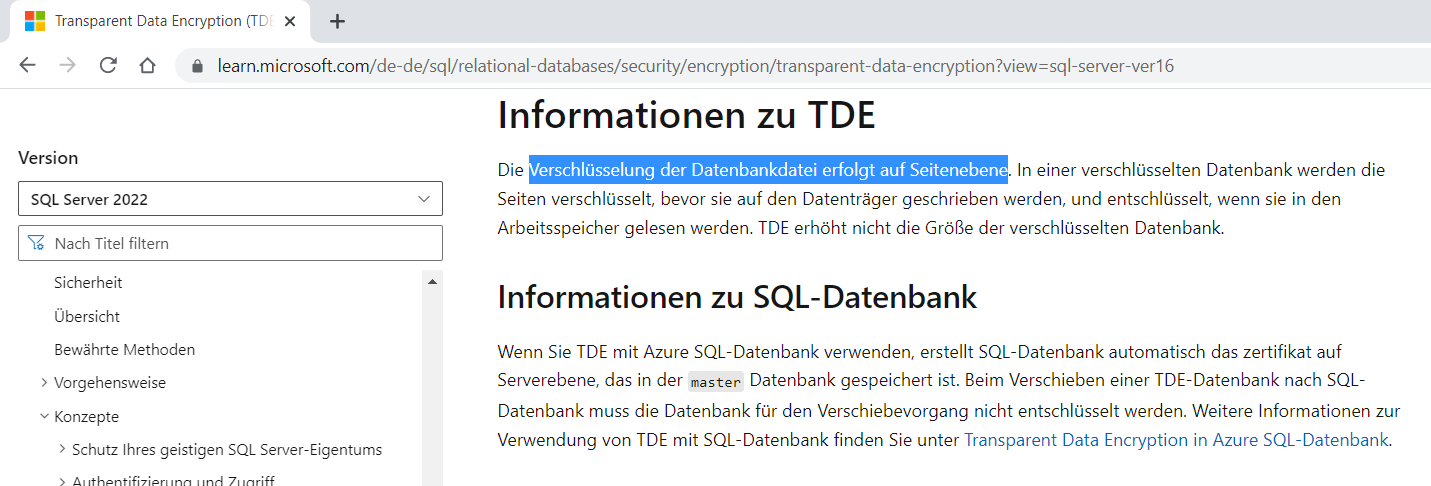 Transparent Data Encryption (TDE
learn.microsoft.com/de-de/sql/relational-databases/security/encryption/transparent-data-encryption?view=sql-server-ver16
Version
SQL Server 2022
Nach Titel filtern
Sicherheit
Übersicht
Bewährte Methoden
Vorgehensweise
Konzepte
Schutz Ihres geistigen SQL Server-Eigentums
Authentifizierung und Zugriff
Informationen zu TDE
Die Verschlüsselung der Datenbankdatei erfolgt auf Seitenebene. In einer verschlüsselten Datenbank werden die
Seiten verschlüsselt, bevor sie auf den Datenträger geschrieben werden, und entschlüsselt, wenn sie in den
Arbeitsspeicher gelesen werden. TDE erhöht nicht die Größe der verschlüsselten Datenbank.
Informationen zu SQL-Datenbank
Wenn Sie TDE mit Azure SQL-Datenbank verwenden, erstellt SQL-Datenbank automatisch das zertifikat auf
Serverebene, das in der master Datenbank gespeichert ist. Beim Verschieben einer TDE-Datenbank nach SQL-
Datenbank muss die Datenbank für den Verschiebevorgang nicht entschlüsselt werden. Weitere Informationen zur
Verwendung von TDE mit SQL-Datenbank finden Sie unter Transparent Data Encryption in Azure SQL-Datenbank.